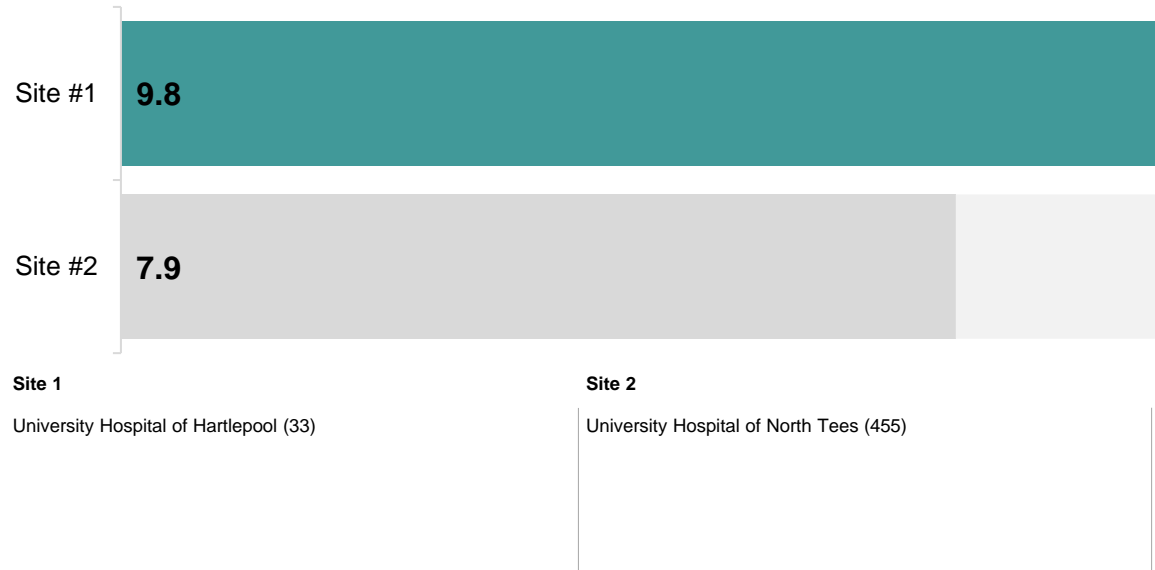 Site #1
9.8
Site #2
7.9
Site 1
University Hospital of Hartlepool (33)
Site 2
University Hospital of North Tees (455)